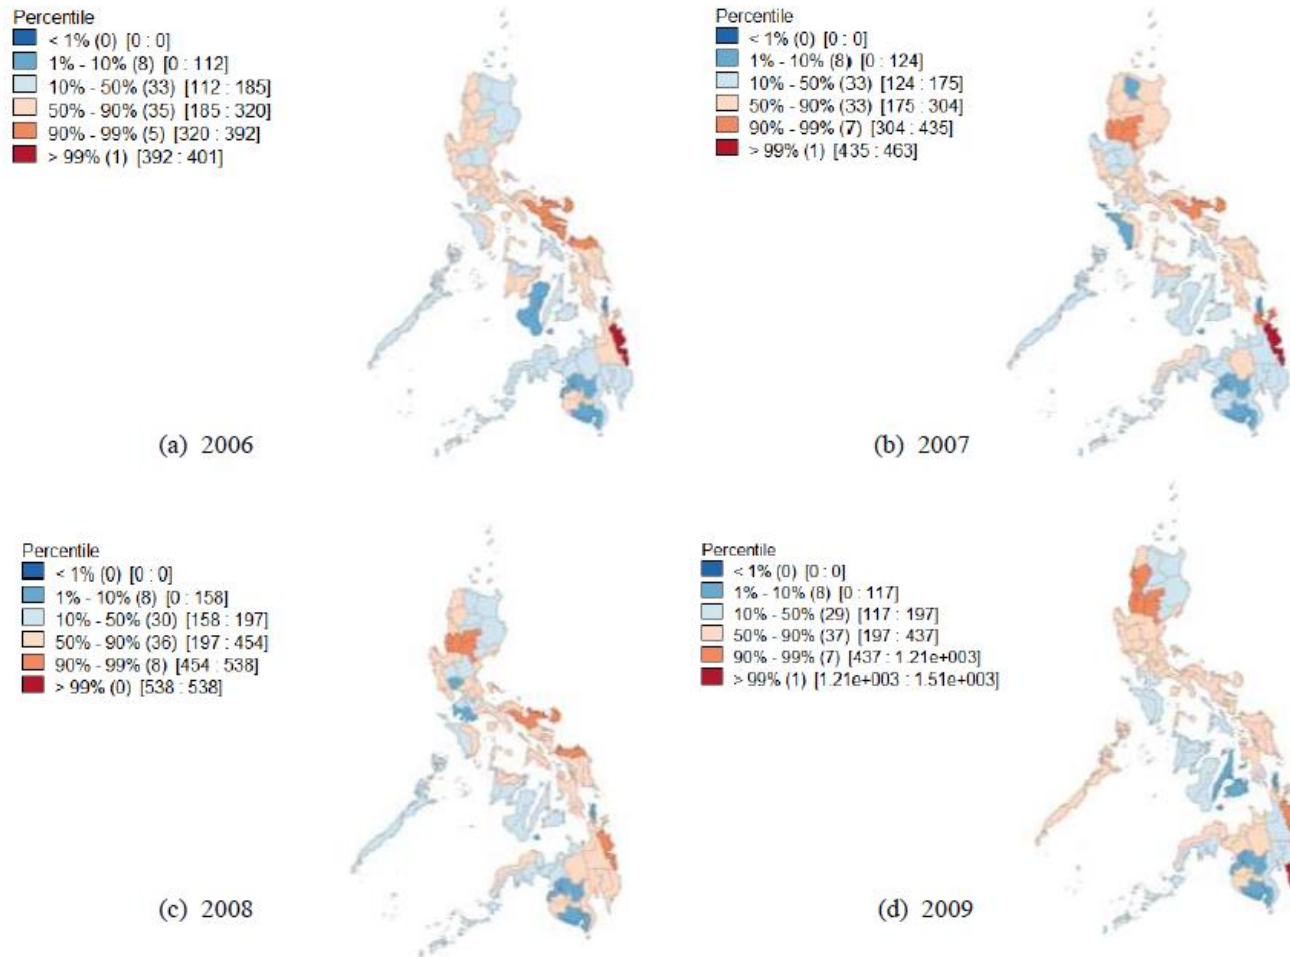 Percentile
< 1% (0) [0 : 0]
1% - 10% (8) [0 : 112]
10% - 50% (33) [112 : 185]
50% - 90% (35) [185 : 320]
90% - 99% (5) [320 : 392]
> 99% (1) [392 : 401]
(a) 2006
Percentile
< 1% (0) [0 : 0]
1% - 10% (8) [0 : 124]
10% - 50% (33) [124 : 175]
50% - 90% (33) [175 : 304]
90% - 99% (7) [304 : 435]
> 99% (1) [435 : 463]
(b) 2007
Percentile
< 1% (0) [0 : 0]
1% - 10% (8) [0 : 158]
10% - 50% (30) [158 : 197]
50% - 90% (36) [197 : 454]
90% - 99% (8) [454 : 538]
> 99% (0) [538 : 538]
(c) 2008
Percentile
< 1% (0) [0 : 0]
1% - 10% (8) [0 : 117]
10% - 50% (29) [117 : 197]
50% - 90% (37) [197 : 437]
90% - 99% (7) [437 : 1.21e+003]
> 99% (1) [1.21e+003 : 1.51e+003]
(d) 2009